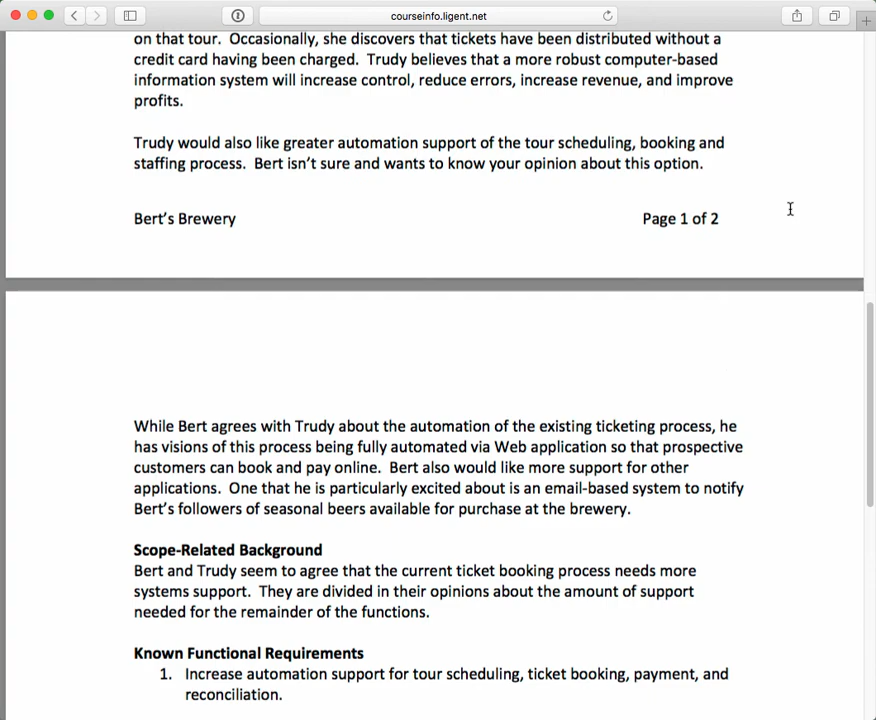 courseinfo.ligent.net
on that tour.  Occasionally, she discovers that tickets have been distributed without a
credit card having been charged.  Trudy believes that a more robust computer-based
information system will increase control, reduce errors, increase revenue, and improve
profits.
Trudy would also like greater automation support of the tour scheduling, booking and
staffing process.  Bert isn’t sure and wants to know your opinion about this option.
Bert’s Brewery Page 1 of 2
While Bert agrees with Trudy about the automation of the existing ticketing process, he
has visions of this process being fully automated via Web application so that prospective
customers can book and pay online.  Bert also would like more support for other
applications.  One that he is particularly excited about is an email-based system to notify
Bert’s followers of seasonal beers available for purchase at the brewery.
Scope-Related Background
Bert and Trudy seem to agree that the current ticket booking process needs more
systems support.  They are divided in their opinions about the amount of support
needed for the remainder of the functions.
Known Functional Requirements
1. Increase automation support for tour scheduling, ticket booking, payment, and
reconciliation.